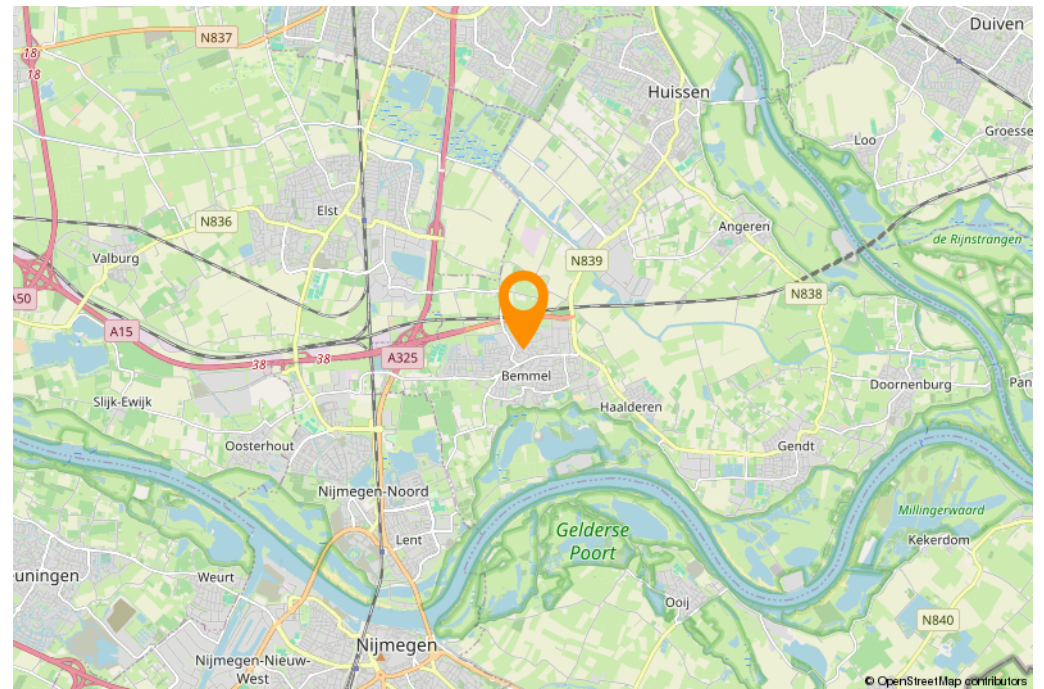 Duiven
N837
18
18
Huissen
Loo
Groesse
Elst
N836
Angeren
de Rijnstrangen
Valburg
N839
A50
N838
A15
38
38
A325
Bemmel
Doornenburg
Pan
Slijk-Ewijk
Haalderen
Oosterhout
Gendt
Nijmegen-Noord
Millingerwaard
Gelderse
Poort
Lent
Kekerdom
euningen
Weurt
Ooij
N840
Nijmegen
Nijmegen-Nieuw-
West
© OpenStreetMap contributors